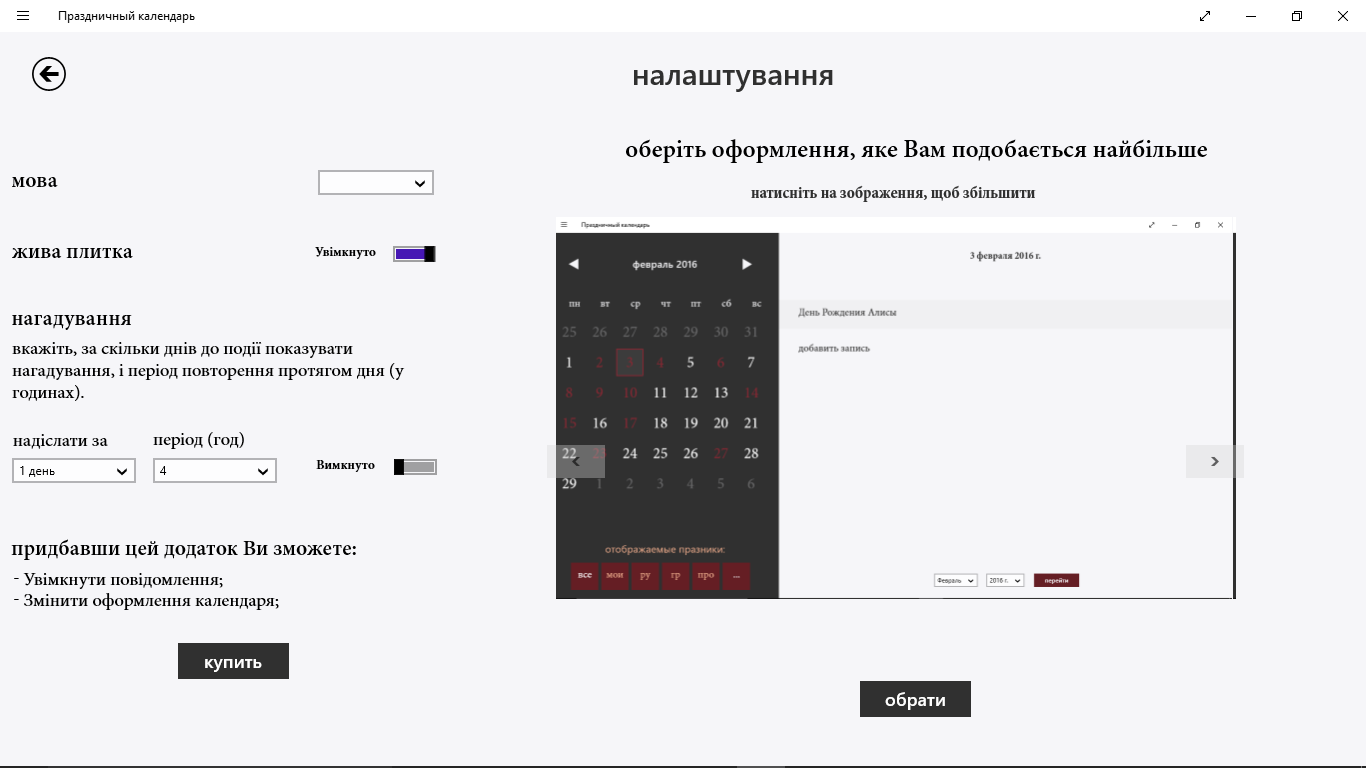 Праздничный календарь
налаштування
мова
жива плитка
Увімкнуто
нагадування
вкажіть, за скільки днів до події показувати
нагадування, і період повторення протягом дня (у
годинах).
надіслати за
період (год)
1 день
4
Вимкнуто
придбавши цей додаток Ви зможете:
- Увімкнути повідомлення;
- Змінити оформлення календаря;
купить
оберіть оформлення, яке Вам подобається найбільше
натисніть на зображення, щоб збільшити
Праздничный календарь
февраль 2016
пн вт ср чт пт сб вс
25 26 27 28 29 30 31
1 2 3 4 5 6 7
8 9 10 11 12 13 14
15 16 17 18 19 20 21
22 23 24 25 26 27 28
29 1 2 3 4 5 6
отображаемые празники:
все мои ру гр про ...
3 февраля 2016 г.
День Рождения Алисы
добавить запись
Февраль 2016 г. перейти
обрати